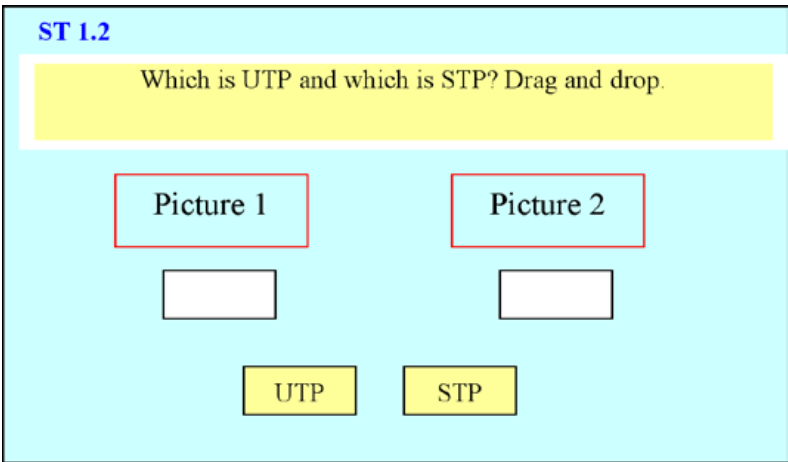 ST 1.2
Which is UTP and which is STP? Drag and drop.
Picture 1
Picture 2
UTP
STP